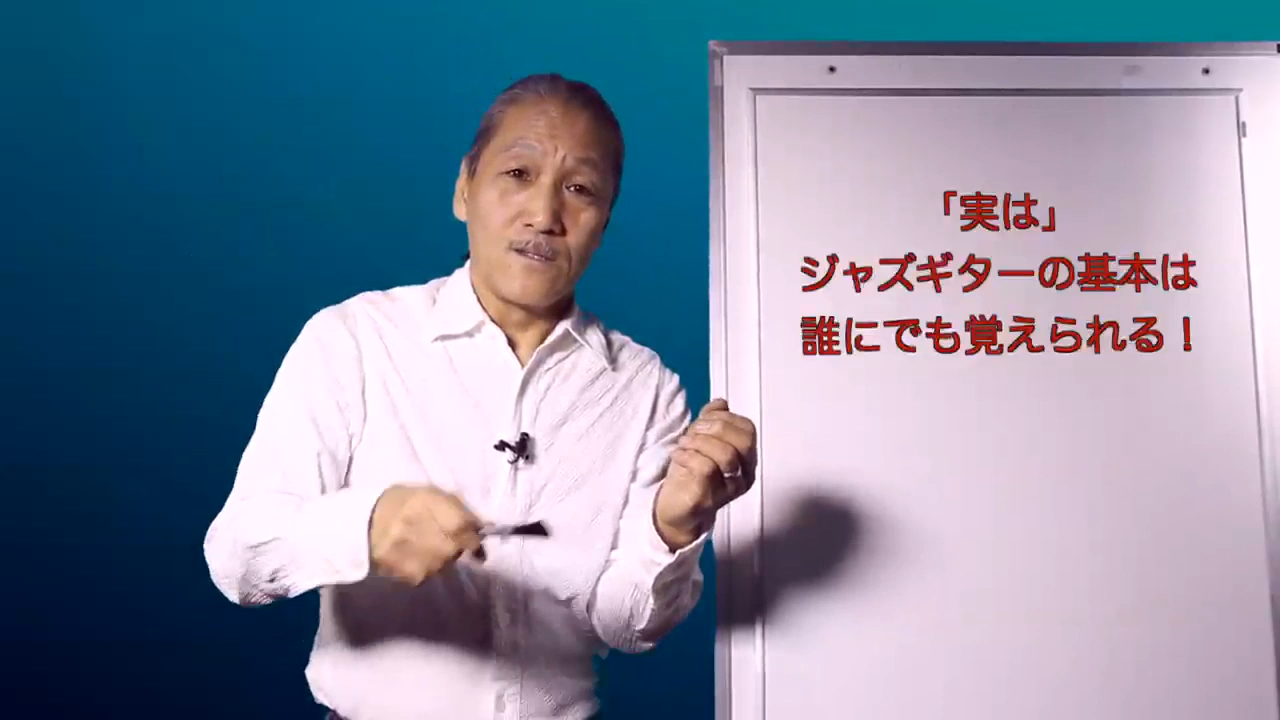 「実は」
ジャズギターの基本は
誰にでも覚えられる！